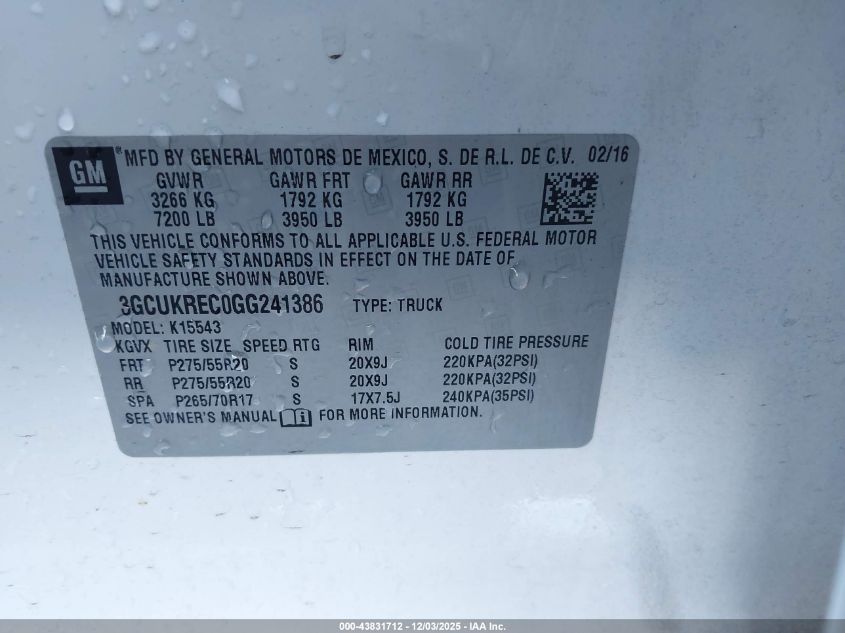 GM
MFD BY GENERAL MOTORS DE MEXICO, S. DE R.L. DE C.V. 02/16
GVWR GAWR FRT GAWR RR
3266 KG 1792 KG 1792 KG
7200 LB 3950 LB 3950 LB
THIS VEHICLE CONFORMS TO ALL APPLICABLE U.S. FEDERAL MOTOR
VEHICLE SAFETY STANDARDS IN EFFECT ON THE DATE OF
MANUFACTURE SHOWN ABOVE.
3GCUKREC0GG241386 TYPE: TRUCK
MODEL: K15543
KGVX TIRE SIZE SPEED RTG RIM COLD TIRE PRESSURE
FRT P275/55R20 S 20X9J 220KPA(32PSI)
RR P275/55R20 S 20X9J 220KPA(32PSI)
SPA P265/70R17 S 17X7.5J 240KPA(35PSI)
SEE OWNER'S MANUAL FOR MORE INFORMATION.
000-43831712 - 12/03/2025 - IAA Inc.